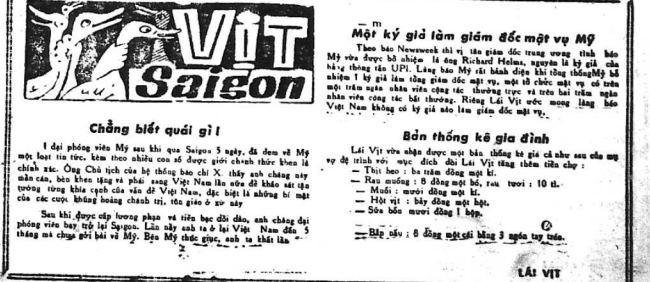 VỊT
Saigon
Chẳng biết quái gì !
1 đại phóng viên Mỹ sau khi qua Saigon 5 ngày, đã đem về Mỹ
một loạt tin tức, kèm theo nhiều con số được giới chánh thức khen là
chính xác. Ông Chủ tịch của hệ thống báo chí X. thấy anh chàng này
mẫn cán, bèn khen tặng và phái sang Việt Nam lần nữa để khảo sát tận
tường từng khía cạnh của vấn đề Việt Nam, đặc biệt là những bí mật
của các cuộc khủng hoảng chánh trị, tôn giáo ở xứ này
Sau khi được cấp lương phạn và tiền bạc dồi dào, anh chàng đại
phóng viên bay trở lại Saigon. Lần này anh ta ở lại Việt Nam đến 5
tháng mà chưa gởi bài về Mỹ. Bèn Mỹ thúc giục, anh ta khất lần
Một ký giả làm giám đốc mật vụ Mỹ
Theo báo Newsweek thì vị tân giám đốc trung ương tình báo
Mỹ vừa được bổ nhiệm là ông Richard Helms, nguyên là ký giả của
hãng thông tấn UPI. Làng báo Mỹ rất hãnh diện khi tổng thống Mỹ bổ
nhiệm 1 ký giả làm tổng giám đốc mật vụ, một tổ chức mật vụ có trên
một trăm ngàn nhân viên công tác thường trực và trên hai trăm ngàn
nhân viên cộng tác bất thường. Riêng Lái Vịt ước mong làng báo
Việt Nam không có ký giả nào làm giám đốc mật vụ.
Bản thống kê gia đình
Lái Vịt vừa nhận được một bản thống kê giá cả như sau của mụ
vợ đệ trình với mục đích đòi Lái Vịt tăng thêm tiền chợ :
— Thịt heo : ba trăm đồng một kí.
— Rau muống : 8 đồng một bó, rau tươi : 10 đ.
— Muối : mười đồng một kí.
— Hột vịt : bảy đồng một hột.
— Sữa bốn mươi đồng 1 hộp.
— Bắp nấu : 6 đồng một cái bằng 3 ngón tay tréo.
LÁI VỊT